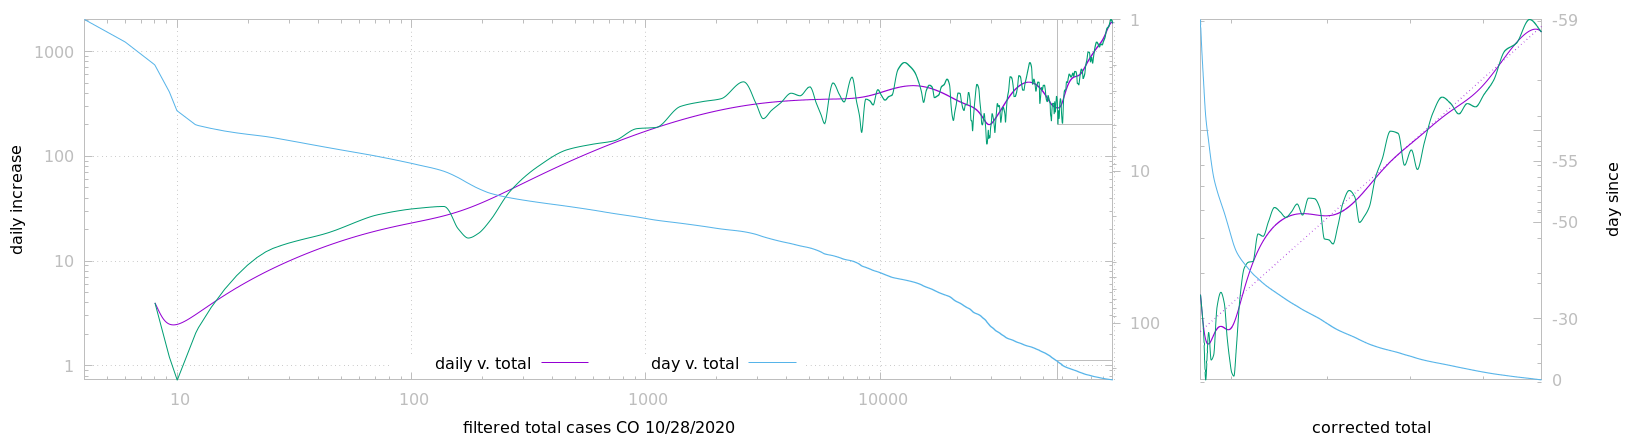 1000
100
10
1
daily increase
10
100
1000
10000
filtered total cases CO 10/28/2020
daily v. total
day v. total
1
10
100
-59
-55
-50
-30
0
day since
corrected total